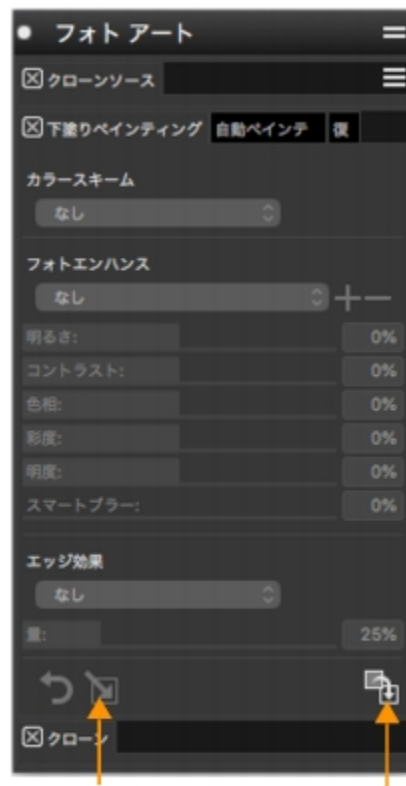 フォト アート
クローンソース
下塗りペインティング 自動ペインテ 復
カラースキーム
なし
フォトエンハンス
なし
明るさ: 0%
コントラスト: 0%
色相: 0%
彩度: 0%
明度: 0%
スマートブラー: 0%
エッジ効果
なし
量: 25%
クローン